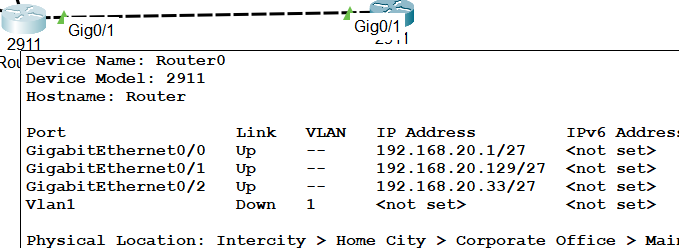 Gig0/1
Gig0/1
2911
2911
Device Name: Router0
Device Model: 2911
Hostname: Router
Port Link VLAN IP Address IPv6 Addres
GigabitEthernet0/0 Up -- 192.168.20.1/27 <not set>
GigabitEthernet0/1 Up -- 192.168.20.129/27 <not set>
GigabitEthernet0/2 Up -- 192.168.20.33/27 <not set>
Vlan1 Down 1 <not set> <not set>
Physical Location: Intercity > Home City > Corporate Office > Mai